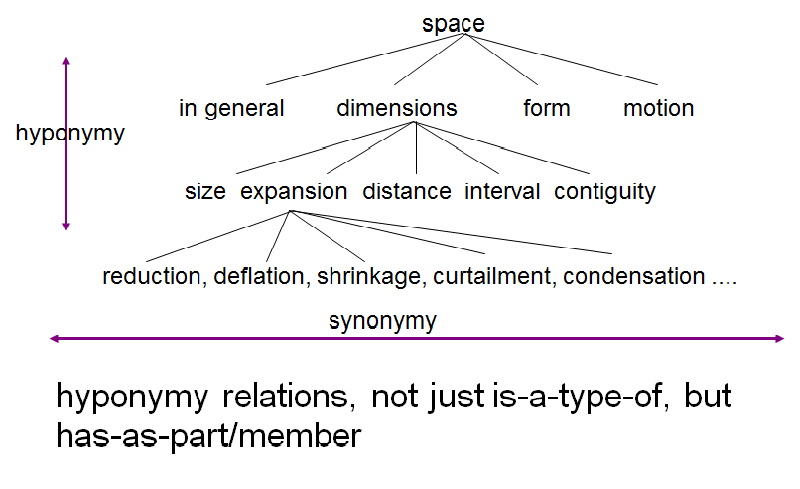 space
in general dimensions form motion
hyponymy
size expansion distance interval contiguity
reduction, deflation, shrinkage, curtailment, condensation ....
synonymy
hyponymy relations, not just is-a-type-of, but
has-as-part/member